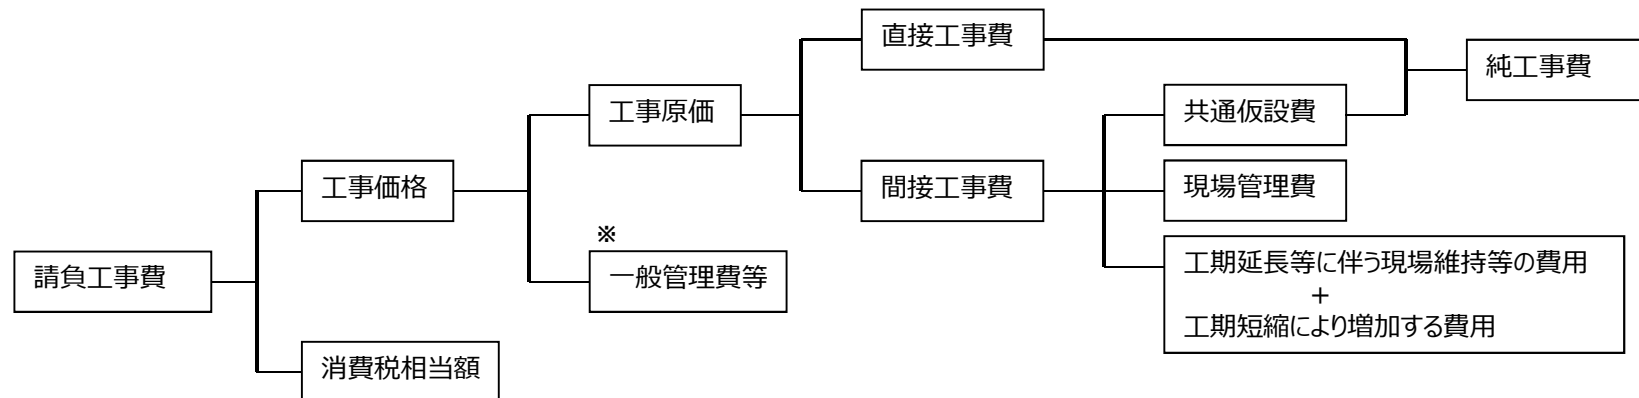 直接工事費
純工事費
工事原価
共通仮設費
工事価格
間接工事費
現場管理費
※
請負工事費
一般管理費等
工期延長等に伴う現場維持等の費用
+
工期短縮により増加する費用
消費税相当額